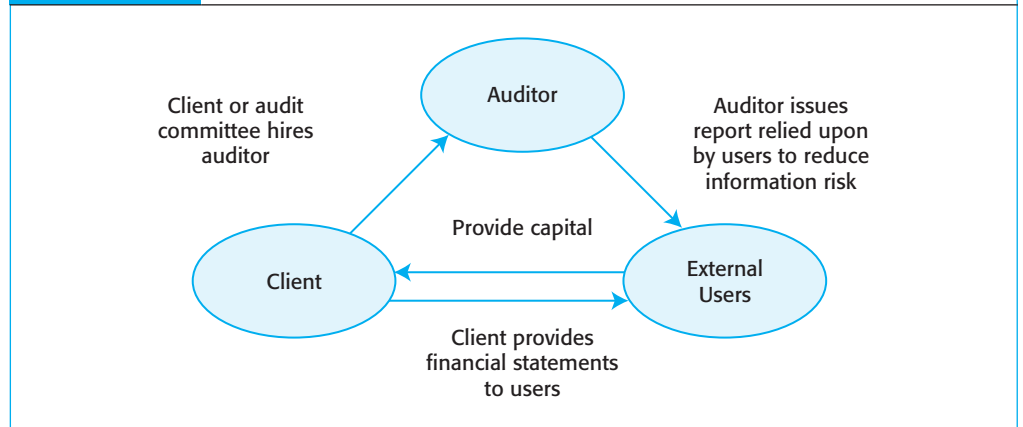 Auditor
Client or audit
committee hires
auditor
Auditor issues
report relied upon
by users to reduce
information risk
Provide capital
Client
External
Users
Client provides
financial statements
to users